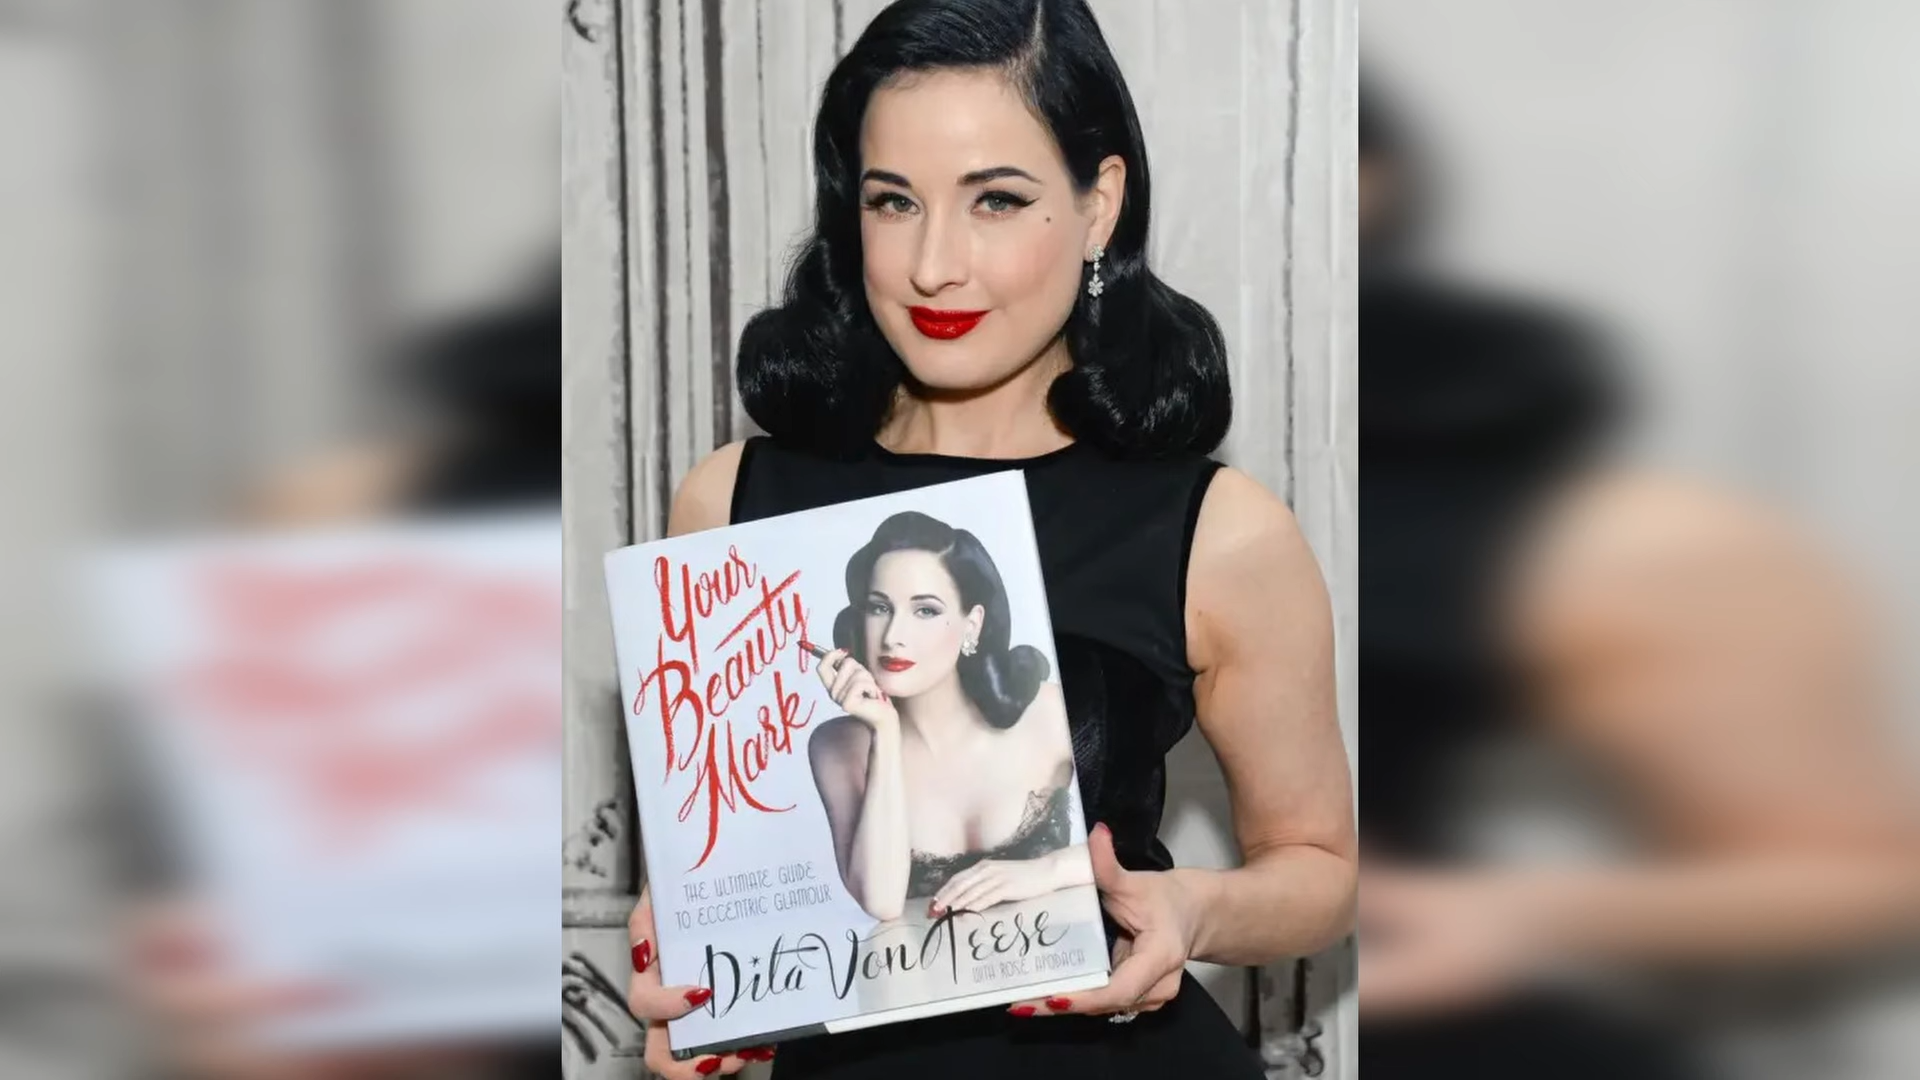 Your
Beauty
Mark
THE ULTIMATE GUIDE
TO ECCENTRIC GLAMOUR
Dita Von Teese
WITH ROSE APODACA